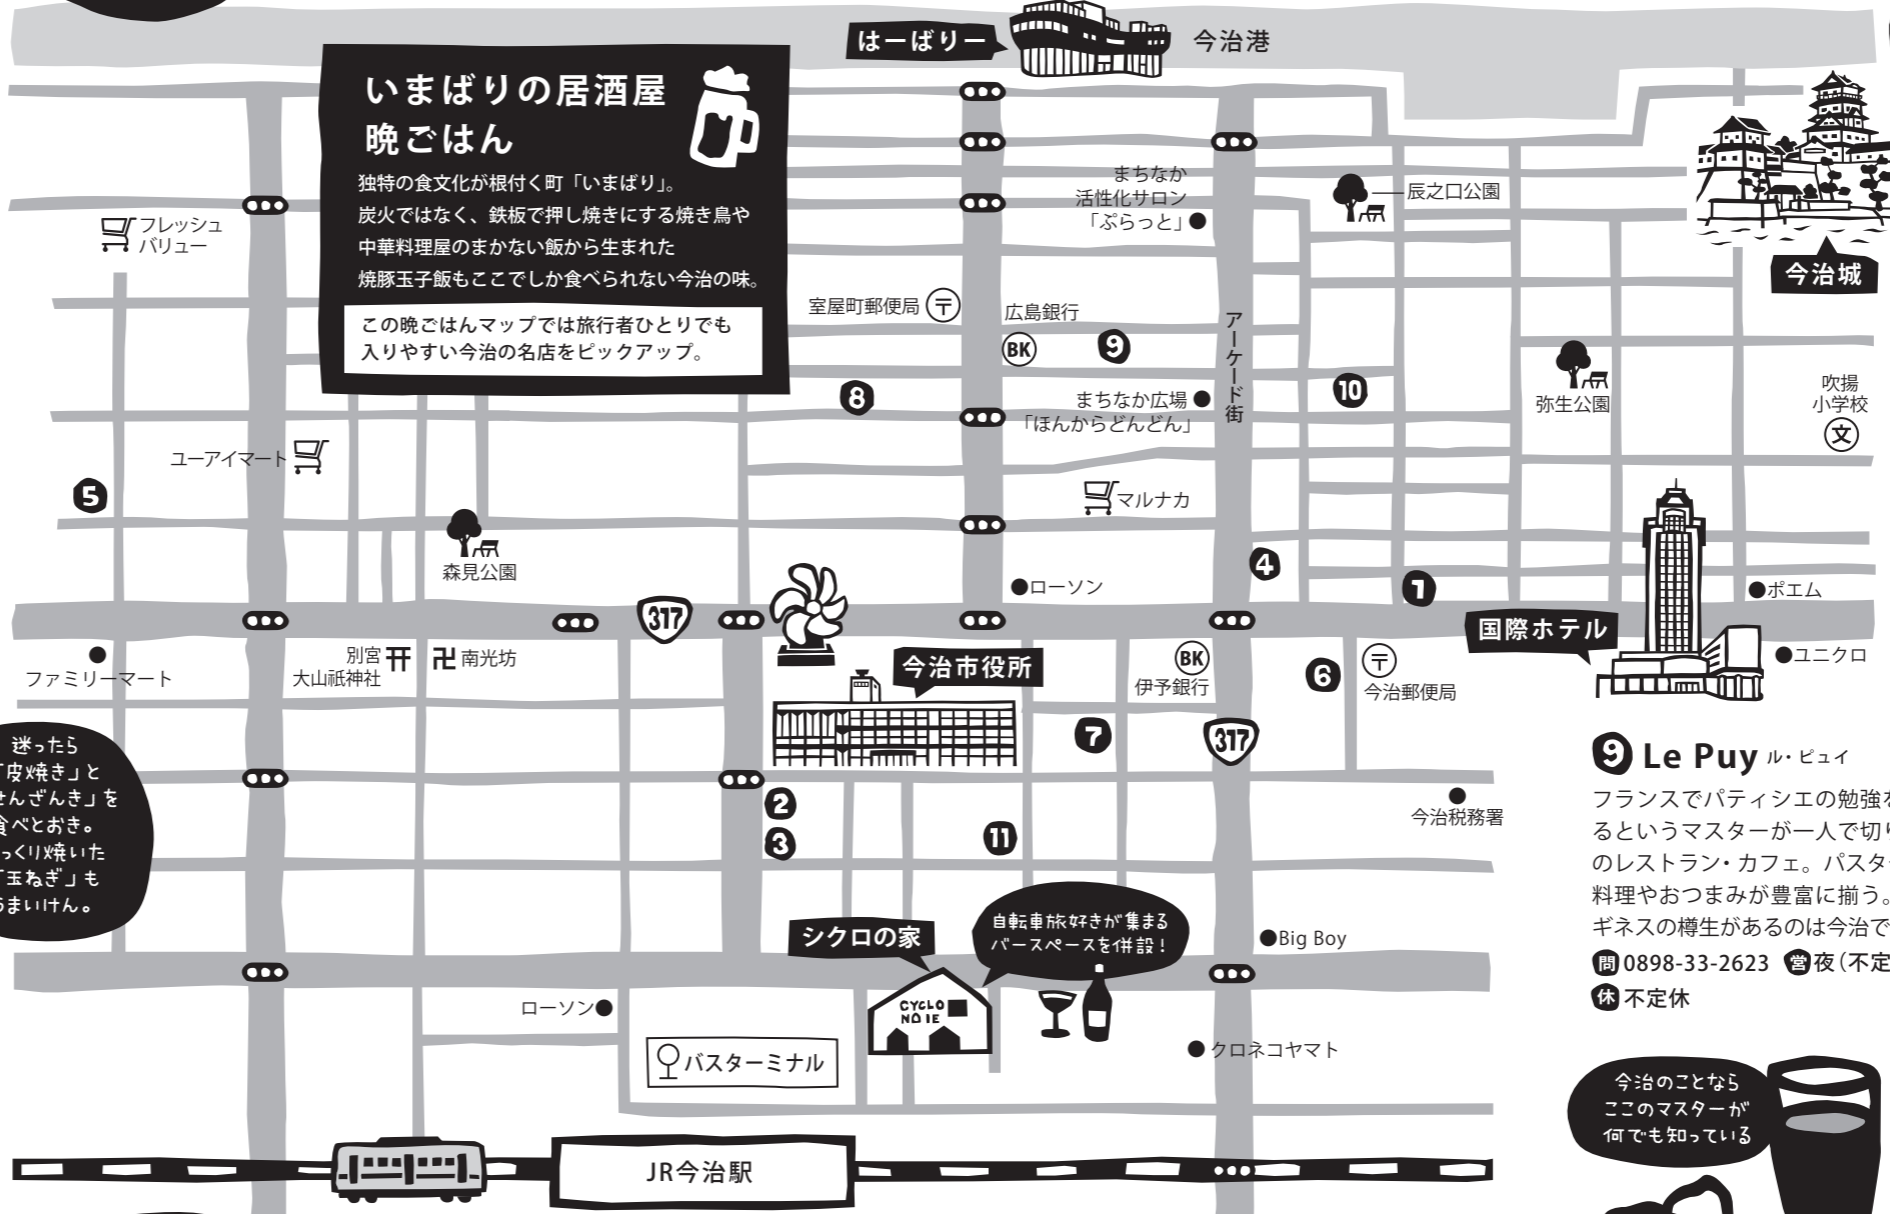 はーばりー
今治港
いまばりの居酒屋
晩ごはん
独特の食文化が根付く町「いまばり」。
炭火ではなく、鉄板で押し焼きにする焼き鳥や
中華料理屋のまかない飯から生まれた
焼豚玉子飯もここでしか食べられない今治の味。
この晩ごはんマップでは旅行者ひとりでも
入りやすい今治の名店をピックアップ。
フレッシュ
バリュー
まちなか
活性化サロン
「ぷらっと」
辰之口公園
今治城
室屋町郵便局
広島銀行
BK
9
アーケード街
8
まちなか広場
「ほんからどんどん」
10
弥生公園
吹揚
小学校
文
ユーアイマート
5
マルナカ
森見公園
4
ローソン
1
ポエム
317
国際ホテル
ユニクロ
ファミリーマート
別宮
大山祇神社
南光坊
今治市役所
BK
伊予銀行
6
今治郵便局
7
317
迷ったら
「皮焼き」と
せんざんき」を
食べとおき。
っくり焼いた
「玉ねぎ」も
うまいけん。
2
3
11
今治税務署
9 Le Puy ル・ピュイ
フランスでパティシエの勉強を
るというマスターが一人で切り
のレストラン・カフェ。パスタ
料理やおつまみが豊富に揃う。
ギネスの樽生があるのは今治で
問 0898-33-2623 営 夜(不定
休 不定休
シクロの家
自転車旅好きが集まる
バースペースを併設!
Big Boy
CYCLO
NO IE
ローソン
バスターミナル
クロネコヤマト
今治のことなら
ここのマスターが
何でも知っている
JR今治駅